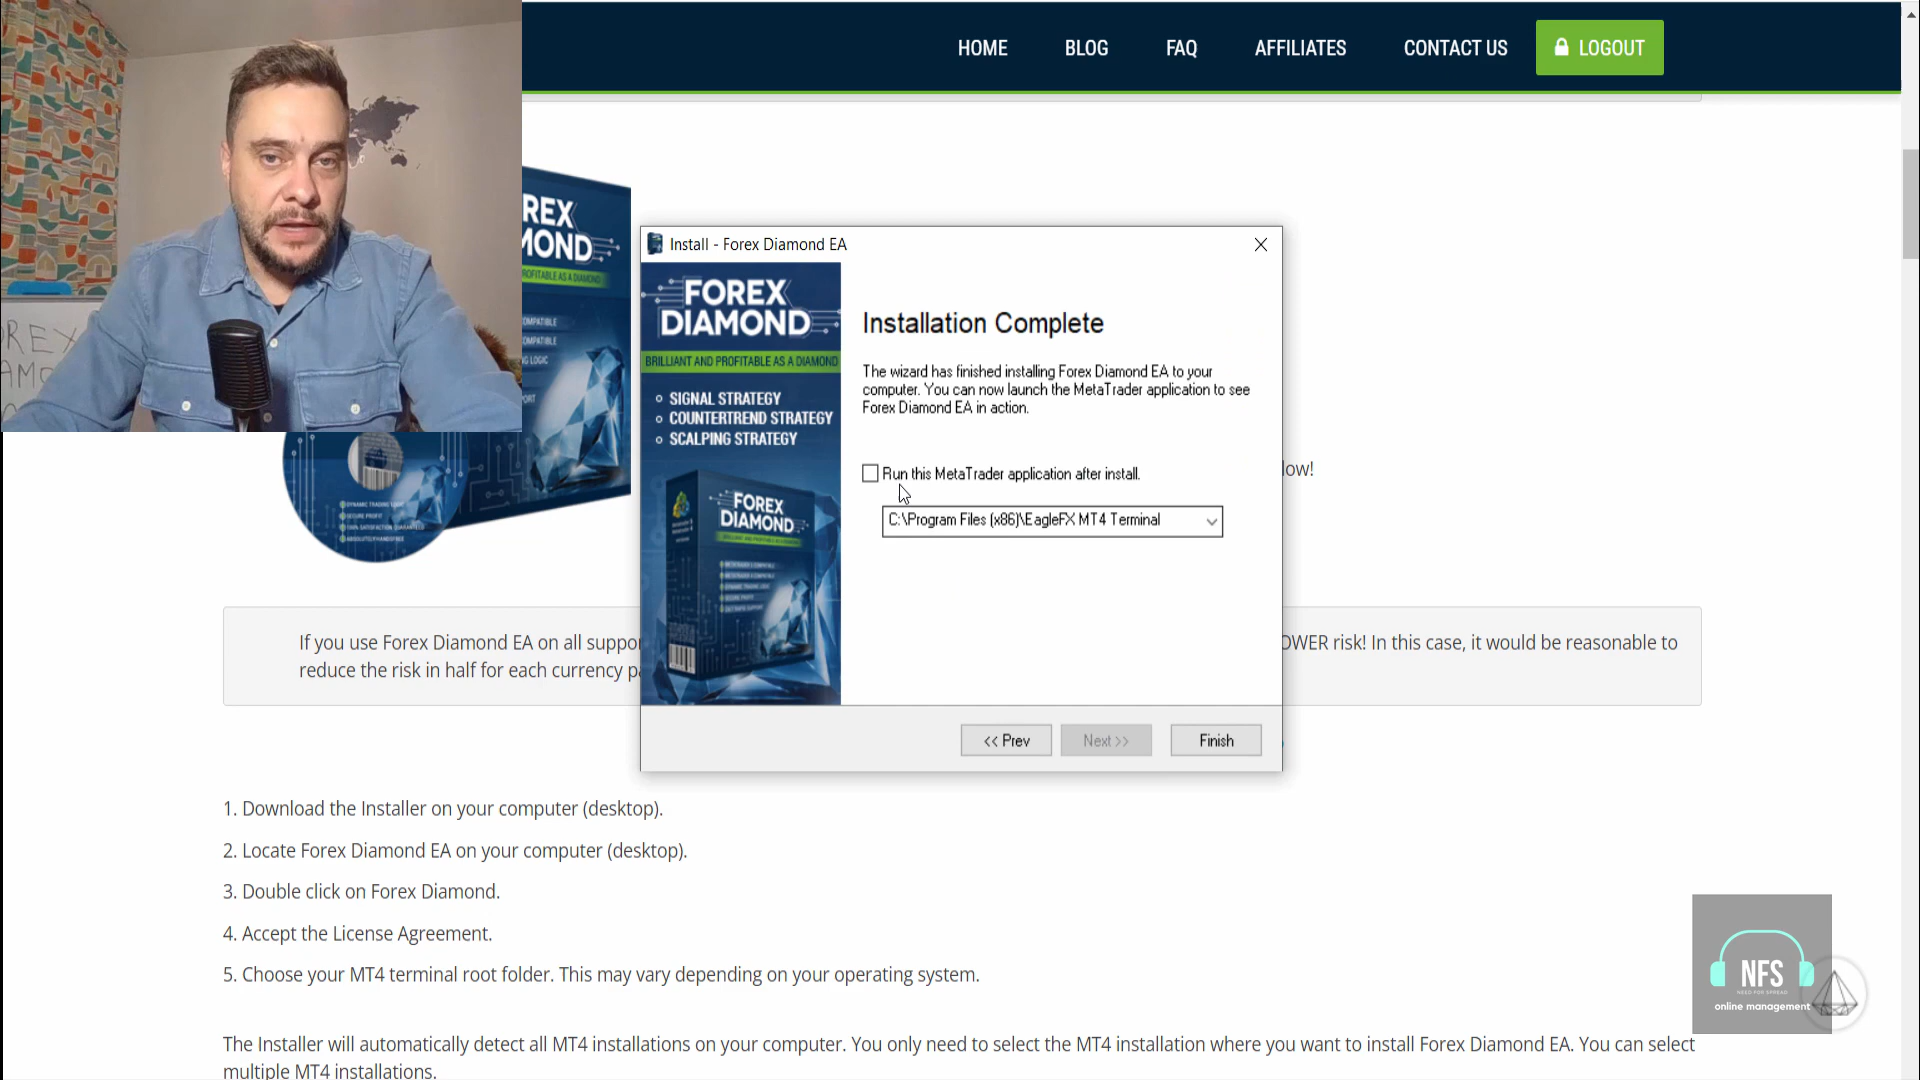 HOME
BLOG
FAQ
AFFILIATES
CONTACT US
LOGOUT
REX
MOND
Install - Forex Diamond EA
FOREX
DIAMOND
BRILLIANT AND PROFITABLE AS A DIAMOND
SIGNAL STRATEGY
COUNTERTREND STRATEGY
SCALPING STRATEGY
FOREX
DIAMOND
Installation Complete
The wizard has finished installing Forex Diamond EA to your
computer. You can now launch the MetaTrader application to see
Forex Diamond EA in action.
Run this MetaTrader application after install.
C:\Program Files (x86)\EagleFX MT4 Terminal
<< Prev
Next >>
Finish
low!
If you use Forex Diamond EA on all suppo
OWER risk! In this case, it would be reasonable to
reduce the risk in half for each currency pa
1. Download the Installer on your computer (desktop).
2. Locate Forex Diamond EA on your computer (desktop).
3. Double click on Forex Diamond.
4. Accept the License Agreement.
5. Choose your MT4 terminal root folder. This may vary depending on your operating system.
The Installer will automatically detect all MT4 installations on your computer. You only need to select the MT4 installation where you want to install Forex Diamond EA. You can select
multiple MT4 installations.
NFS
NEED FOR SPREAD
online management